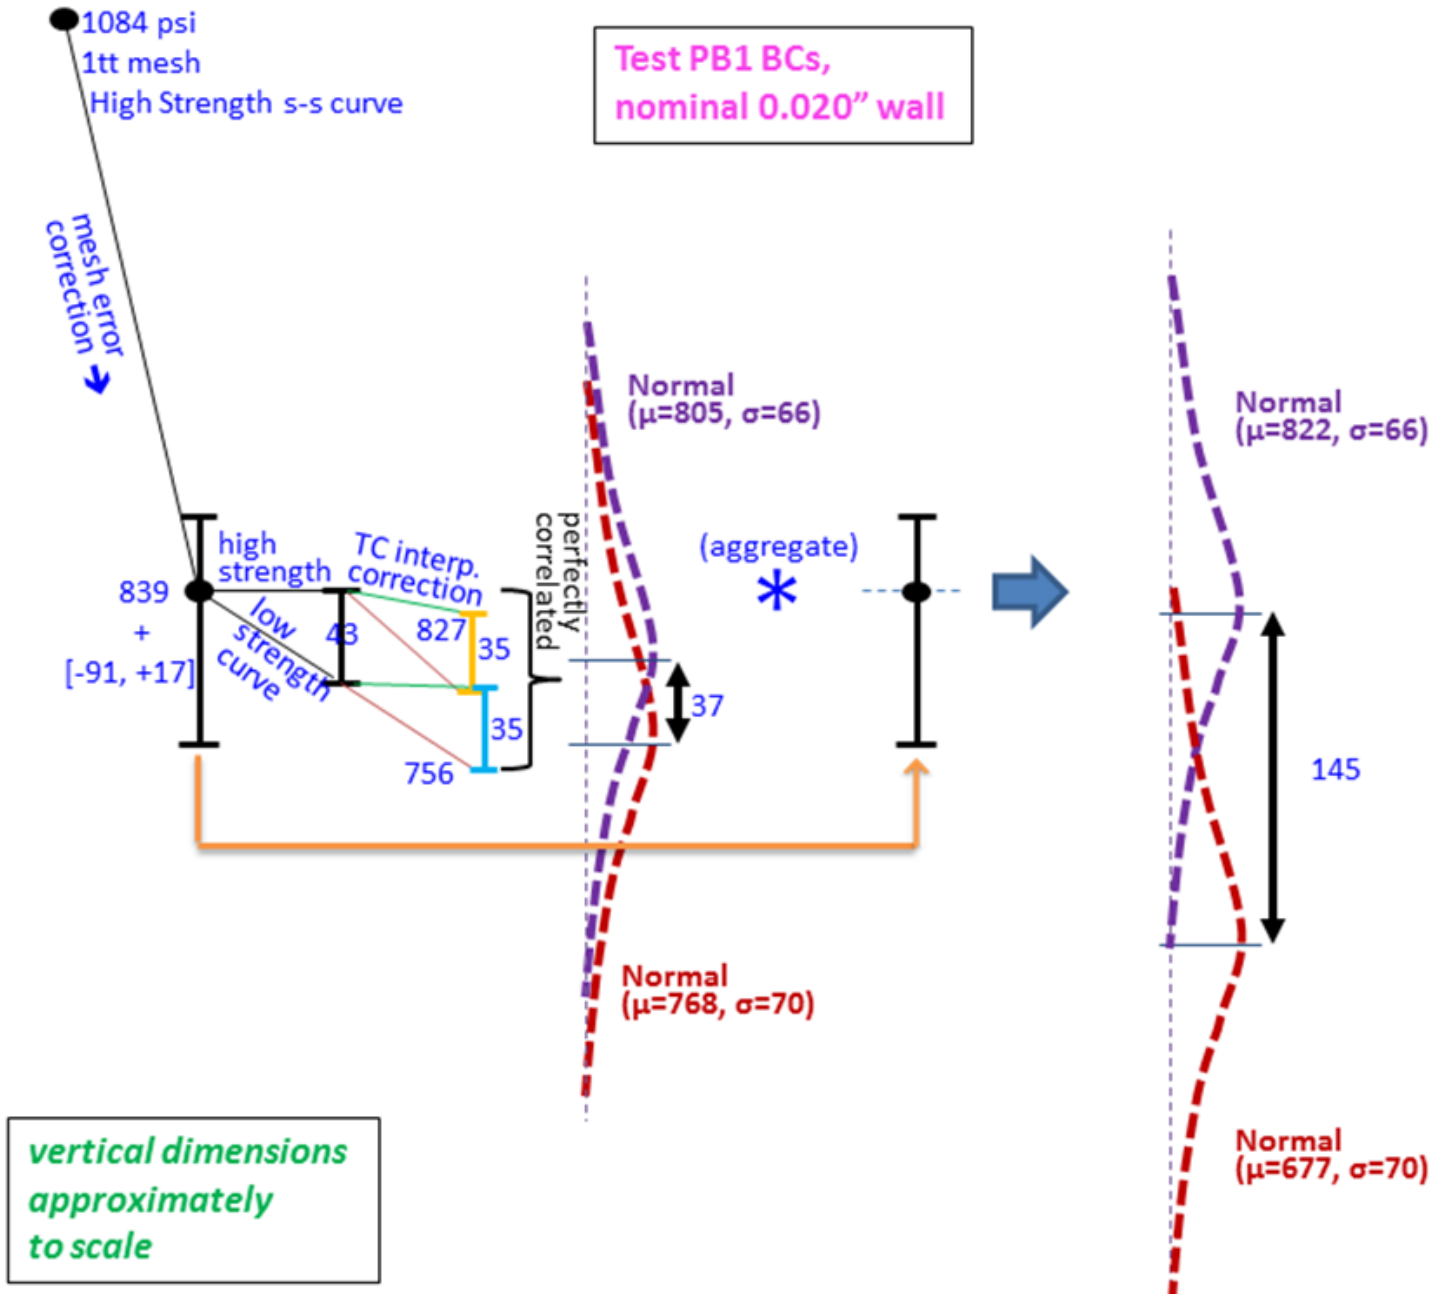 1084 psi
1tt mesh
High Strength s-s curve
Test PB1 BCs,
nominal 0.020” wall
mesh error
correction
Normal
(μ=805, σ=66)
Normal
(μ=822, σ=66)
perfectly
correlated
(aggregate)
*
high
strength
TC interp.
correction
839
+
[-91, +17]
low
strength
curve
43
827
35
35
756
37
145
Normal
(μ=768, σ=70)
Normal
(μ=677, σ=70)
vertical dimensions
approximately
to scale